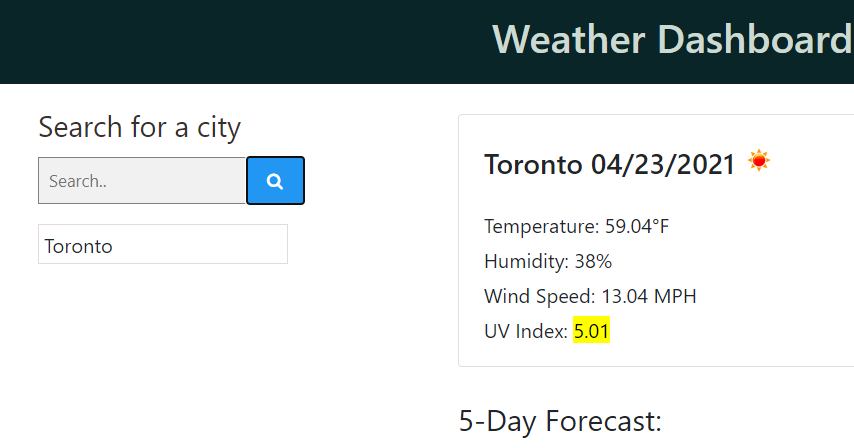 Weather Dashboard
Search for a city
Search..
Toronto
Toronto 04/23/2021
Temperature: 59.04°F
Humidity: 38%
Wind Speed: 13.04 MPH
UV Index: 5.01
5-Day Forecast: